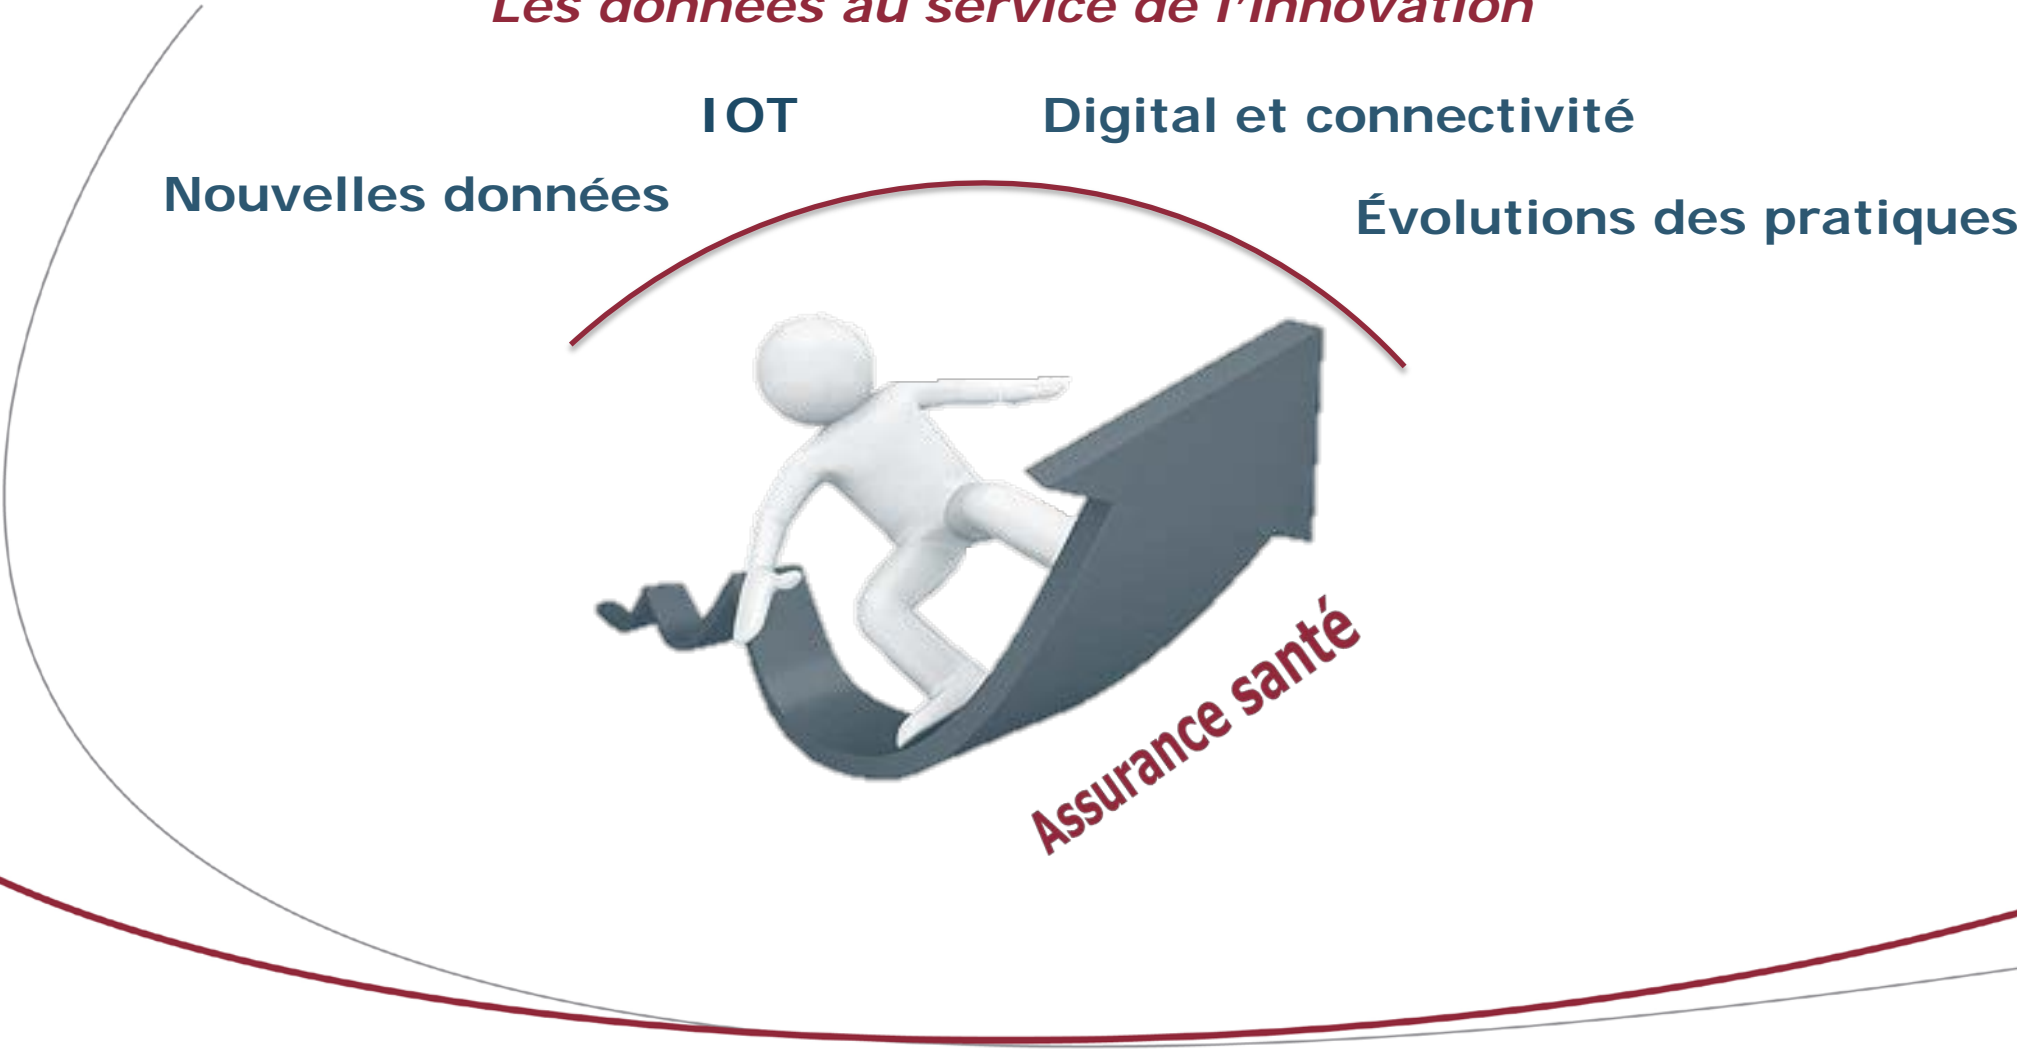 Les données au service de l'innovation
IOT
Digital et connectivité
Nouvelles données
Évolutions des pratiques
Assurance santé